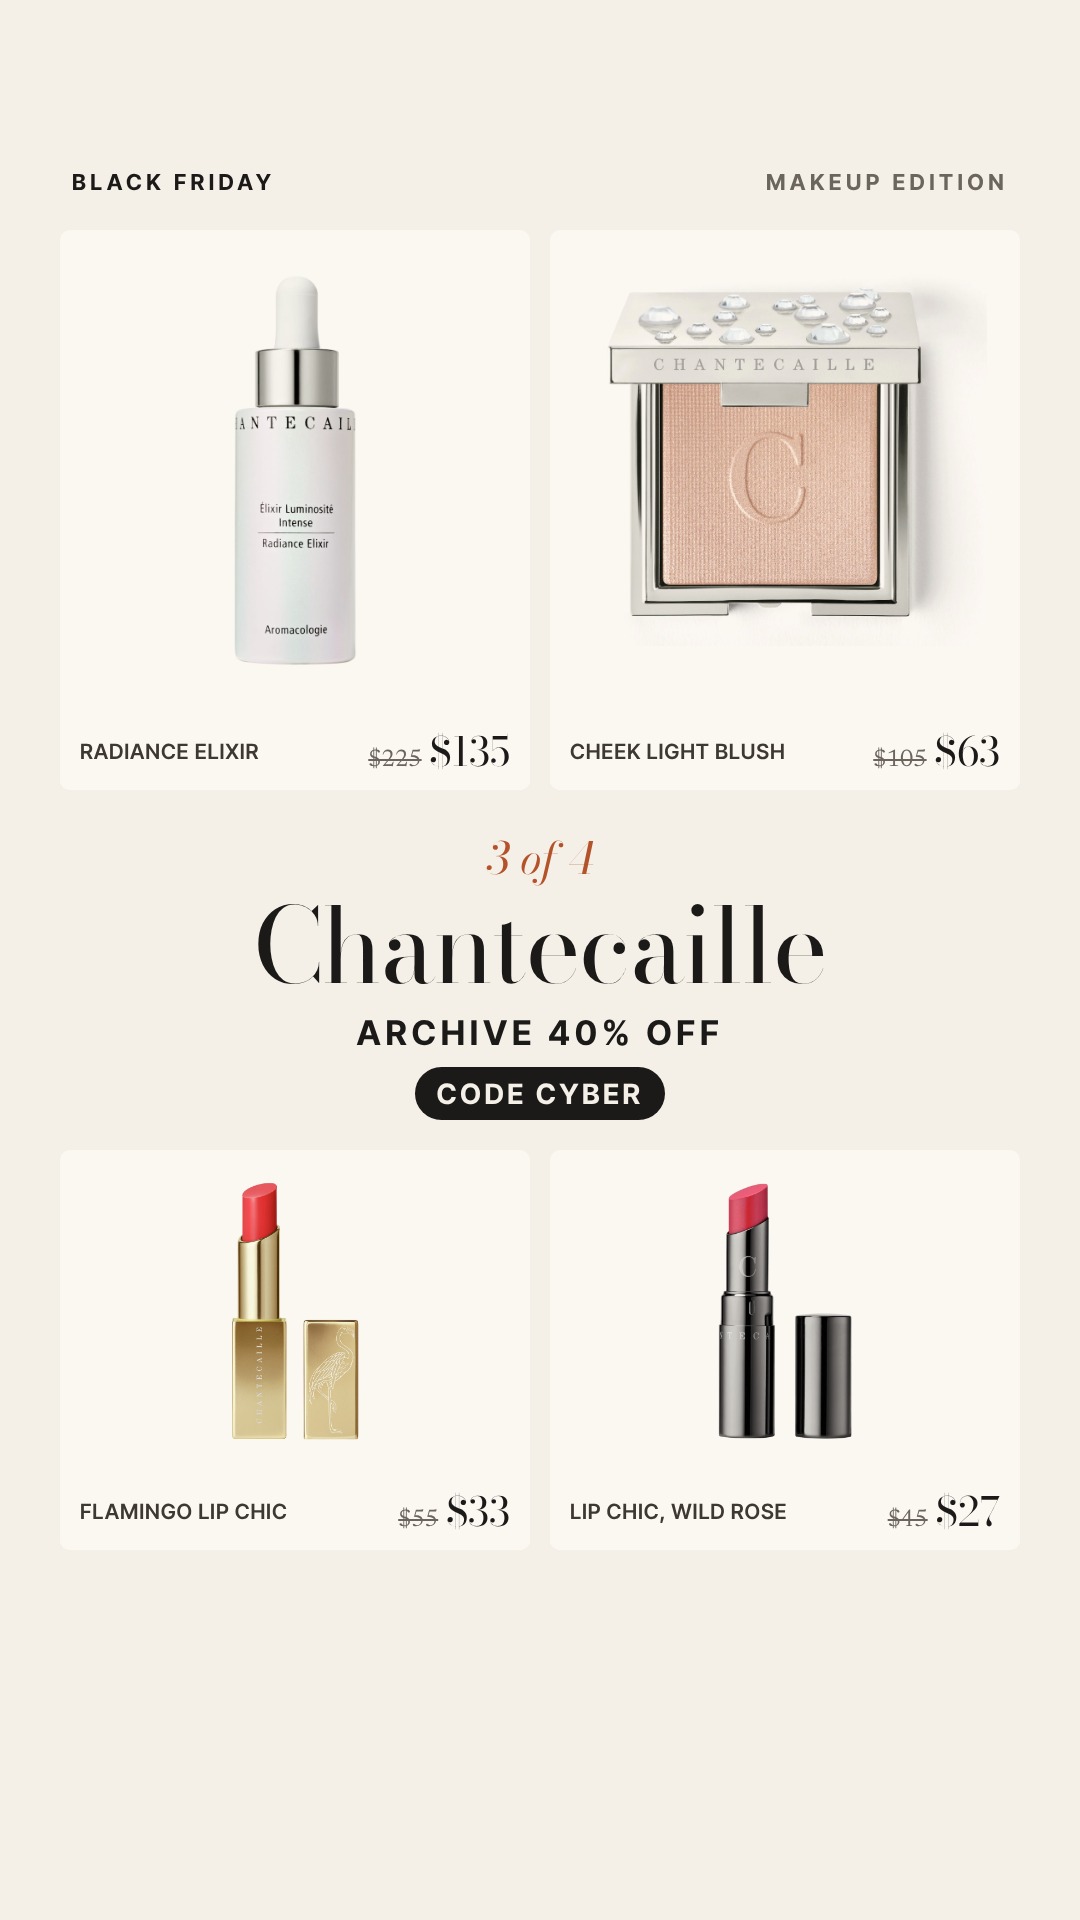 BLACK FRIDAY
MAKEUP EDITION
ANTECAIL
Élixir Luminosité
Intense
Radiance Elixir
Aromacologie
CHANTECAILLE
C
RADIANCE ELIXIR $225 $135
CHEEK LIGHT BLUSH $105 $63
3 of 4
Chantecaille
ARCHIVE 40% OFF
CODE CYBER
CHANTECAILLE
C
TECA
FLAMINGO LIP CHIC $55 $33
LIP CHIC, WILD ROSE $45 $27